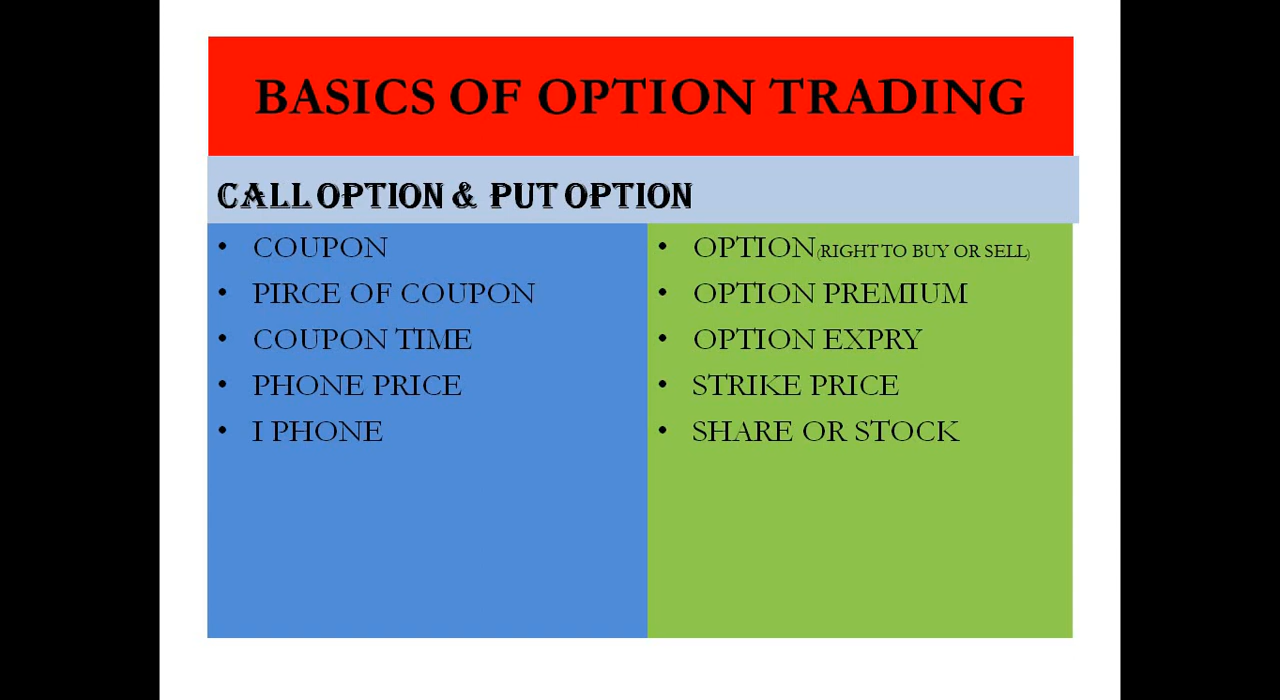 BASICS OF OPTION TRADING
CALL OPTION & PUT OPTION
• COUPON
• PIRCE OF COUPON
• COUPON TIME
• PHONE PRICE
• I PHONE
• OPTION(RIGHT TO BUY OR SELL)
• OPTION PREMIUM
• OPTION EXPRY
• STRIKE PRICE
• SHARE OR STOCK